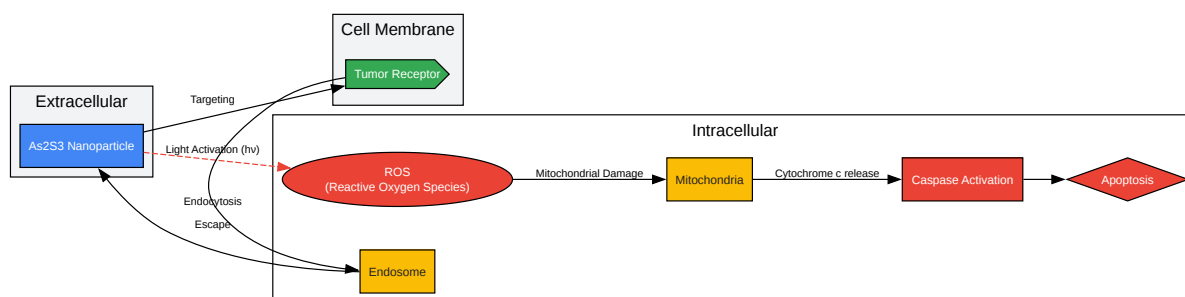 Cell Membrane
Tumor Receptor
Extracellular
Targeting
As2S3 Nanoparticle
Light Activation (hν)
Intracellular
ROS
(Reactive Oxygen Species)
Mitochondrial Damage
Mitochondria
Cytochrome c release
Caspase Activation
Apoptosis
Endocytosis
Escape
Endosome